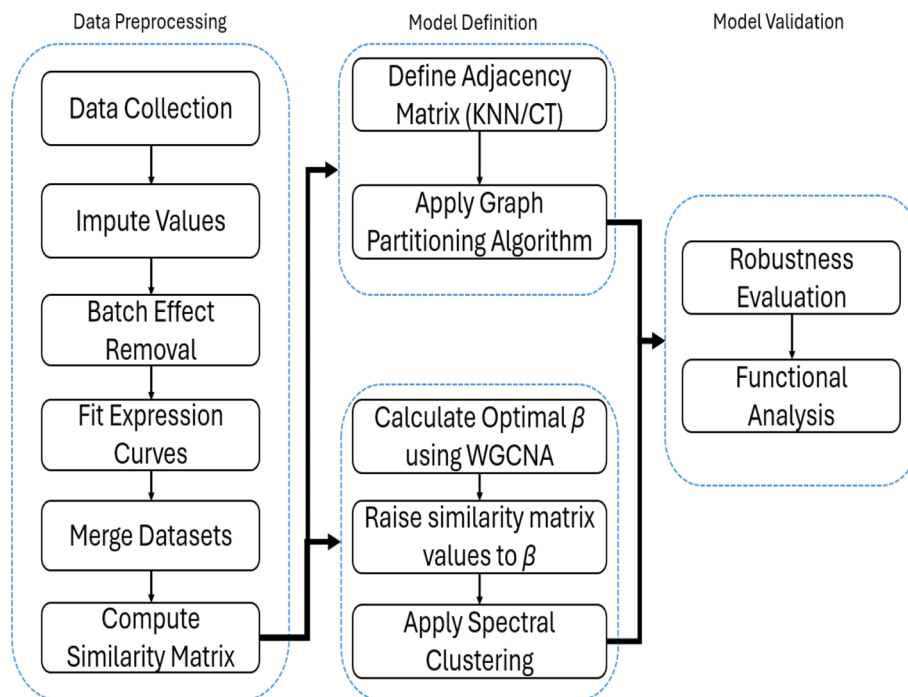 Data Preprocessing
Data Collection
Impute Values
Batch Effect
Removal
Fit Expression
Curves
Merge Datasets
Compute
Similarity Matrix
Model Definition
Define Adjacency
Matrix (KNN/CT)
Apply Graph
Partitioning Algorithm
Calculate Optimal β
using WGCNA
Raise similarity matrix
values to β
Apply Spectral
Clustering
Model Validation
Robustness
Evaluation
Functional
Analysis